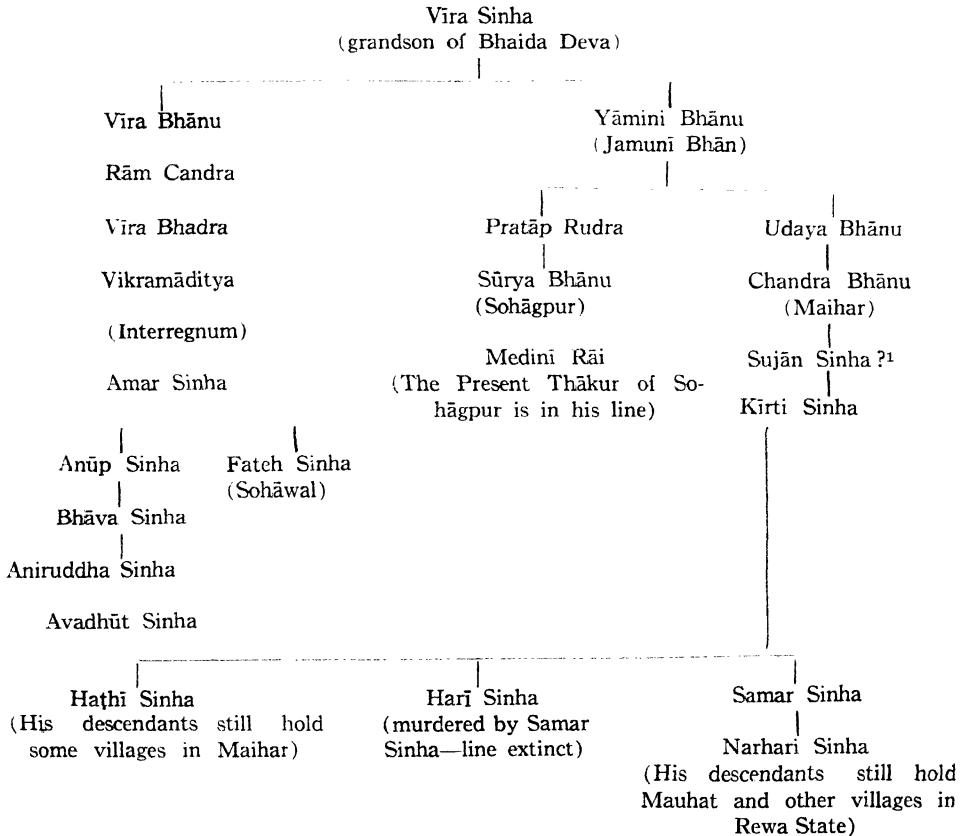 Vīra Sinha
(grandson of Bhaida Deva)
Vīra Bhānu
Yāmini Bhānu
(Jamunī Bhān)
Rām Candra
Vīra Bhadra
Pratāp Rudra
Udaya Bhānu
Vikramāditya
Sûrya Bhānu
(Sohāgpur)
Chandra Bhānu
(Maihar)
(Interregnum)
Medinī Rāi
(The Present Thākur of So-
hāgpur is in his line)
Sujān Sinha ?¹
Amar Sinha
Kīrti Sinha
Anūp Sinha
Fateh Sinha
(Sohāwal)
Bhāva Sinha
Aniruddha Sinha
Avadhūt Sinha
Haṭhī Sinha
(His descendants still hold
some villages in Maihar)
Harī Sinha
(murdered by Samar
Sinha—line extinct)
Samar Sinha
Narhari Sinha
(His descendants still hold
Mauhat and other villages in
Rewa State)